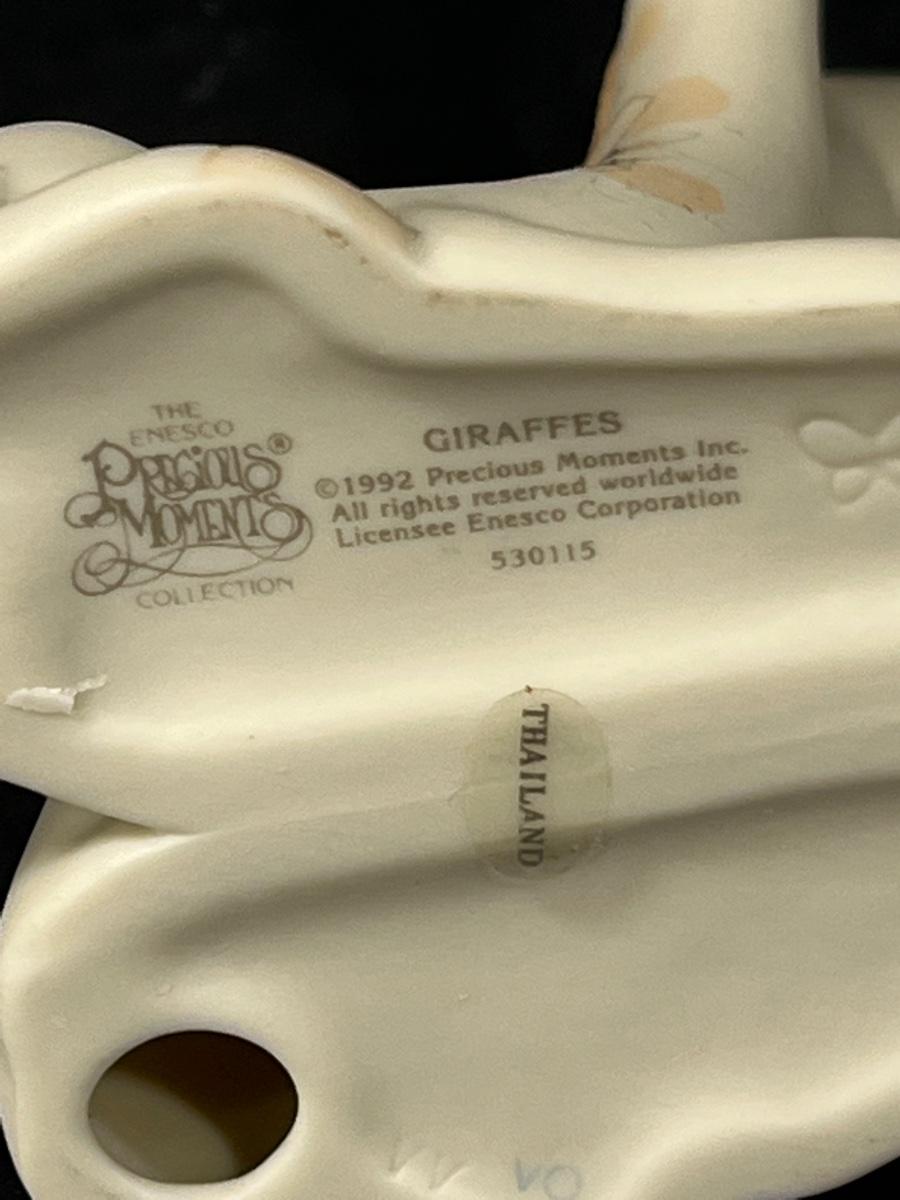 THE
ENESCO
PRECIOUS®
MOMENTS
COLLECTION
GIRAFFES
©1992 Precious Moments Inc.
All rights reserved worldwide
Licensee Enesco Corporation
530115
THAILAND